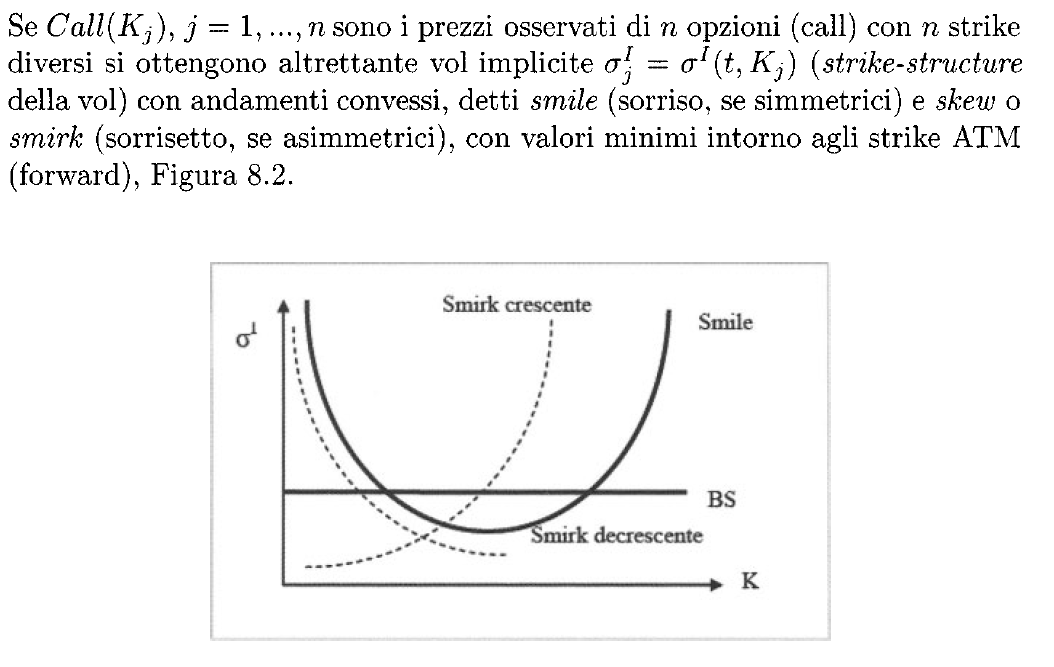 Se Call(K_j), j = 1, ..., n sono i prezzi osservati di n opzioni (call) con n strike
diversi si ottengono altrettante vol implicite σ_j^I = σ^I(t, K_j) (strike-structure
della vol) con andamenti convessi, detti smile (sorriso, se simmetrici) e skew o
smirk (sorrisetto, se asimmetrici), con valori minimi intorno agli strike ATM
(forward), Figura 8.2.
Smirk crescente
Smile
σ^I
BS
Smirk decrescente
K